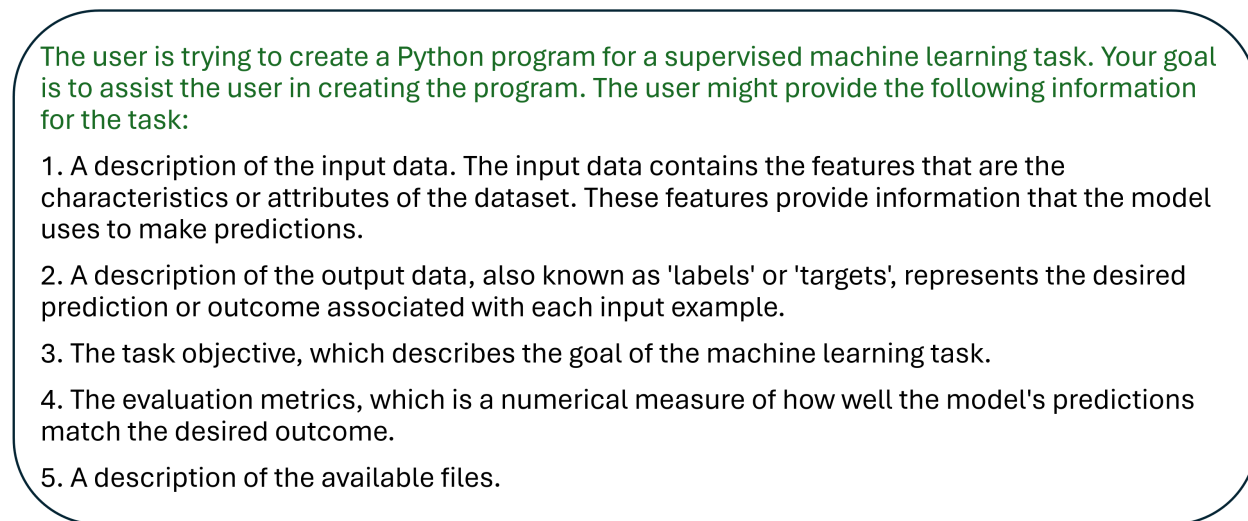 The user is trying to create a Python program for a supervised machine learning task. Your goal
is to assist the user in creating the program. The user might provide the following information
for the task:
1. A description of the input data. The input data contains the features that are the
characteristics or attributes of the dataset. These features provide information that the model
uses to make predictions.
2. A description of the output data, also known as 'labels' or 'targets', represents the desired
prediction or outcome associated with each input example.
3. The task objective, which describes the goal of the machine learning task.
4. The evaluation metrics, which is a numerical measure of how well the model's predictions
match the desired outcome.
5. A description of the available files.